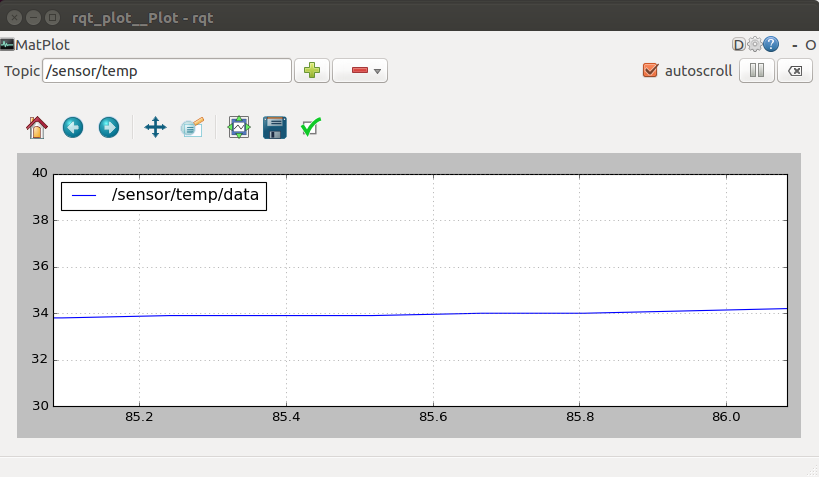 rqt_plot__Plot - rqt
MatPlot D ? - O
Topic /sensor/temp autoscroll
40
/sensor/temp/data
38
36
34
32
30
85.2 85.4 85.6 85.8 86.0